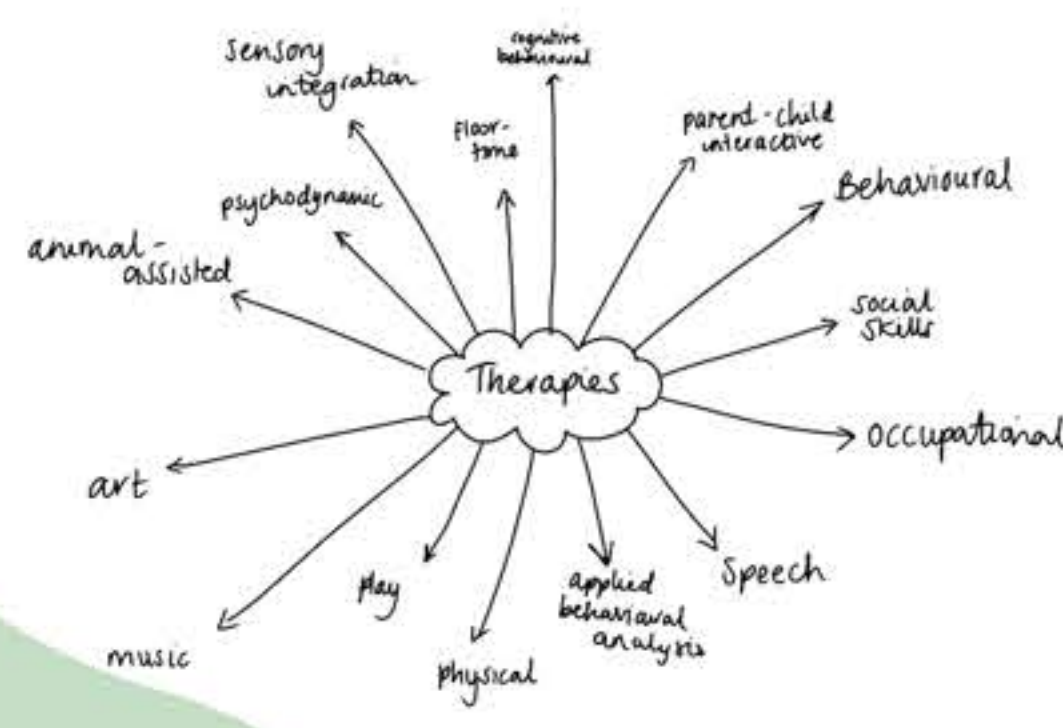 sensory
integration
cognitive
behavioural
floor-
time
parent-child
interactive
psychodynamic
Behavioural
animal-
assisted
social
skills
Therapies
occupational
art
play
applied
behavioural
analysis
speech
music
physical